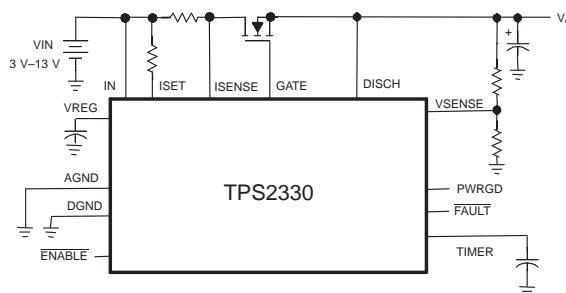 VIN
3 V–13 V
+
IN
ISET
ISENSE
GATE
DISCH
VREG
VSENSE
AGND
DGND
TPS2330
PWRGD
FAULT
ENABLE
TIMER